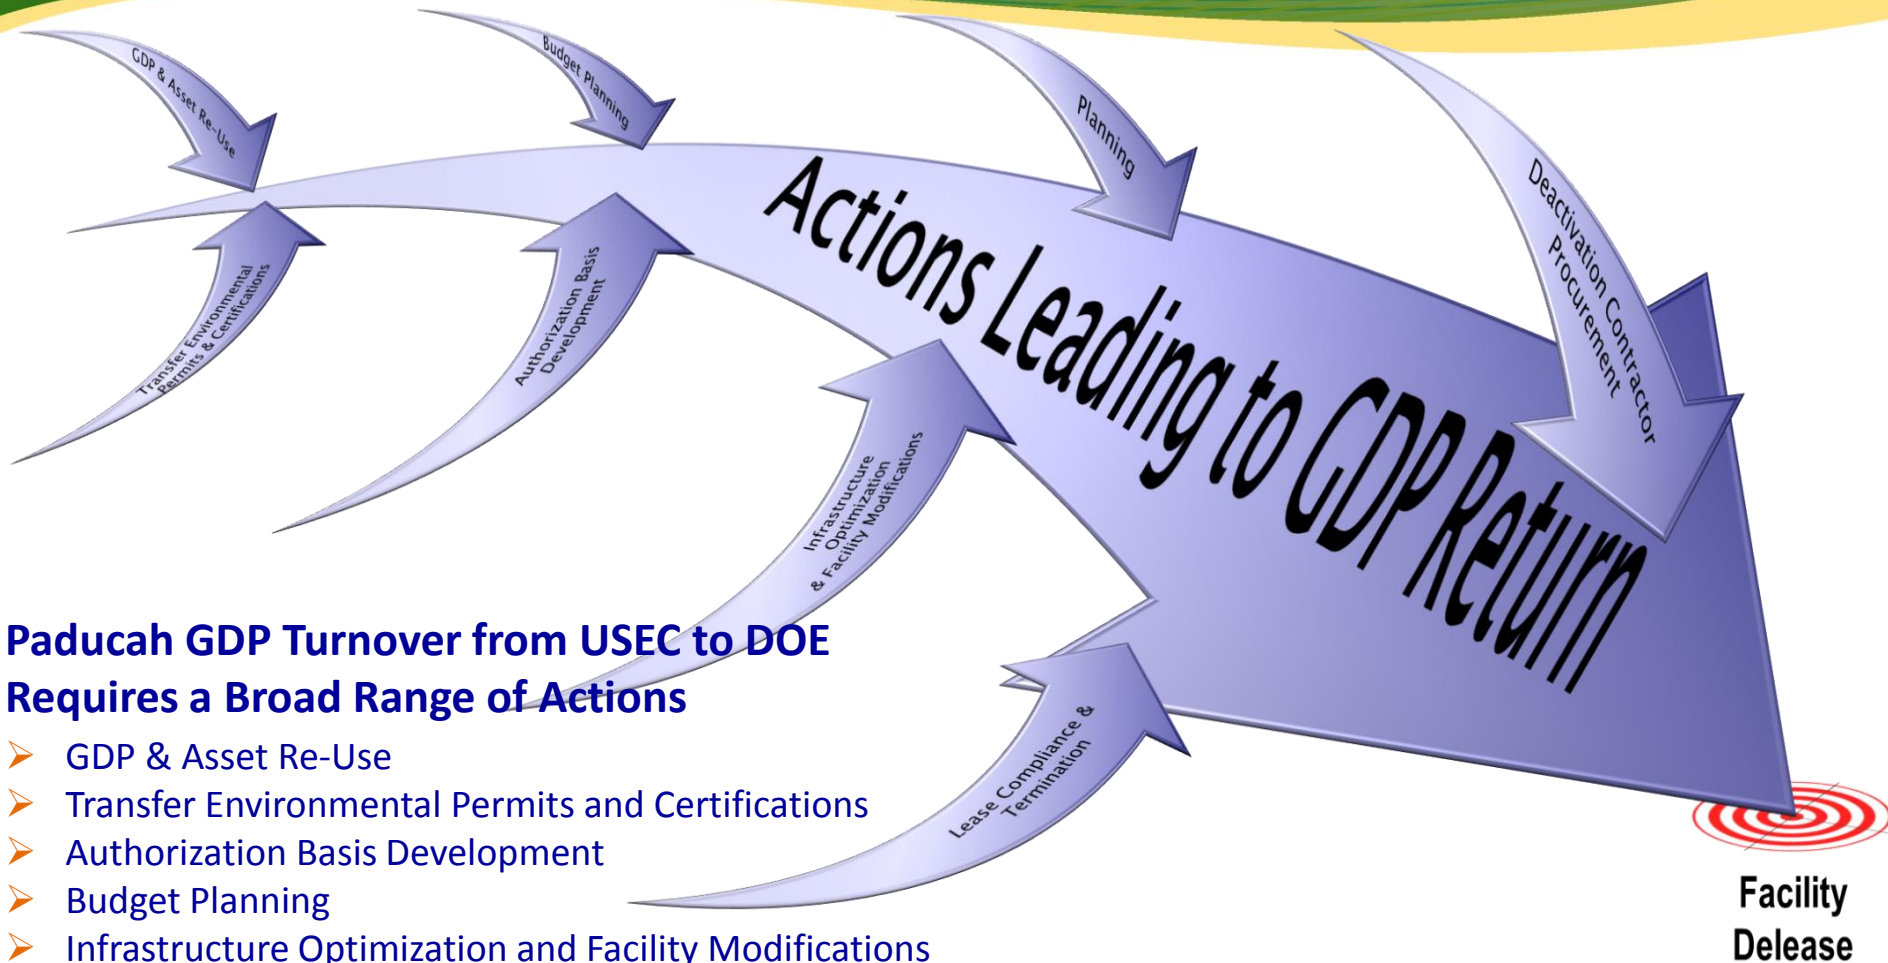 GDP & Asset Re-Use
Budget Planning
Planning
Deactivation Contractor
Procurement
Transfer Environmental
Permits & Certifications
Authorization Basis
Development
Infrastructure
Optimization
& Facility Modifications
Lease Compliance &
Termination
Actions Leading to GDP Return
Paducah GDP Turnover from USEC to DOE
Requires a Broad Range of Actions
GDP & Asset Re-Use
Transfer Environmental Permits and Certifications
Authorization Basis Development
Budget Planning
Infrastructure Optimization and Facility Modifications
Facility
Delease